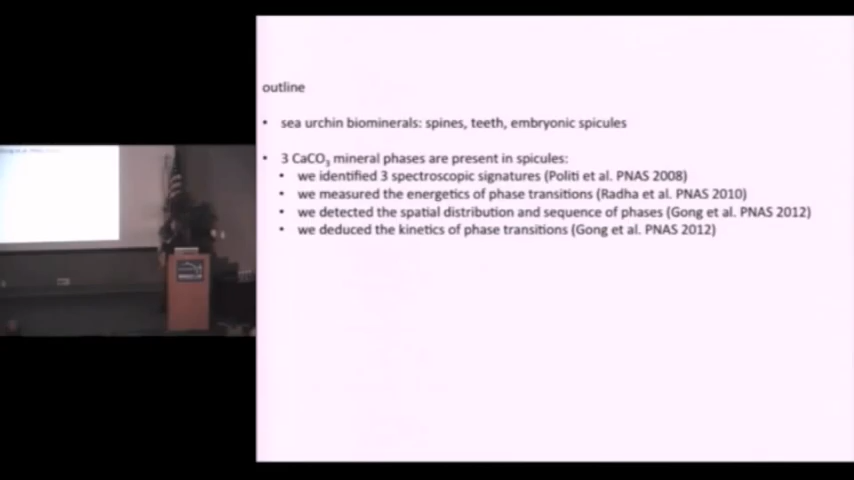 outline
• sea urchin biominerals: spines, teeth, embryonic spicules
• 3 CaCO₃ mineral phases are present in spicules:
• we identified 3 spectroscopic signatures (Politi et al. PNAS 2008)
• we measured the energetics of phase transitions (Radha et al. PNAS 2010)
• we detected the spatial distribution and sequence of phases (Gong et al. PNAS 2012)
• we deduced the kinetics of phase transitions (Gong et al. PNAS 2012)